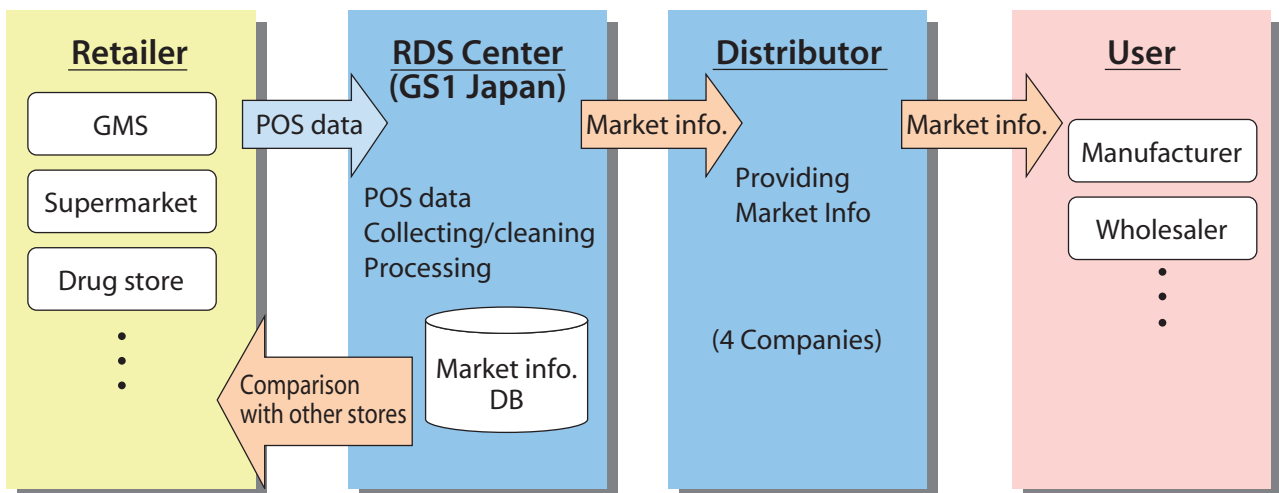 Retailer
GMS
Supermarket
Drug store
POS data
RDS Center
(GS1 Japan)
POS data
Collecting/cleaning
Processing
Market info.
DB
Comparison
with other stores
Market info.
Distributor
Providing
Market Info
(4 Companies)
Market info.
User
Manufacturer
Wholesaler